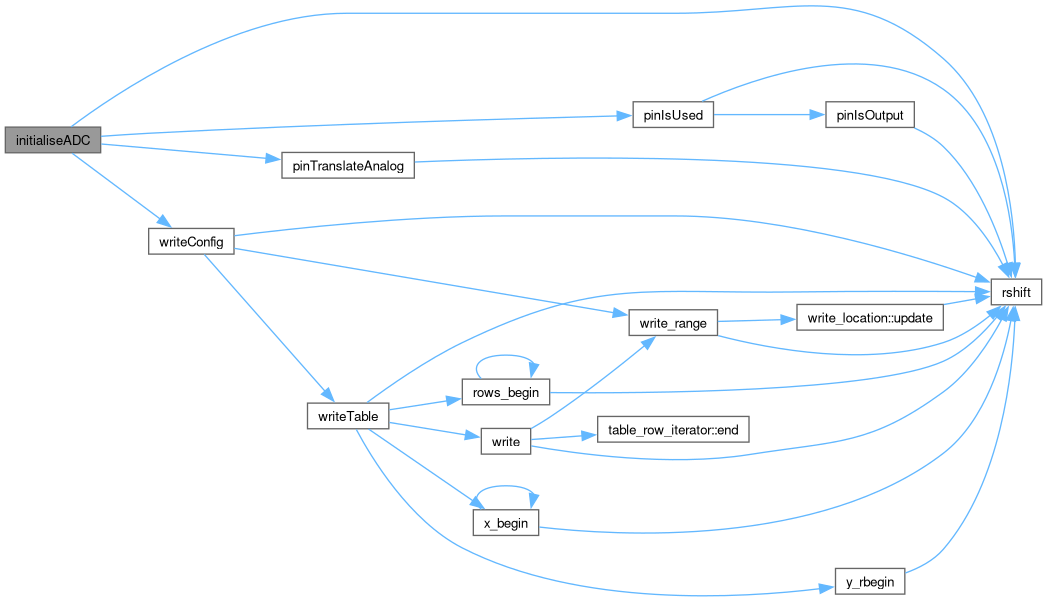 initialiseADC
pinIsUsed
pinIsOutput
pinTranslateAnalog
writeConfig
rshift
write_location::update
write_range
rows_begin
writeTable
table_row_iterator::end
write
x_begin
y_rbegin